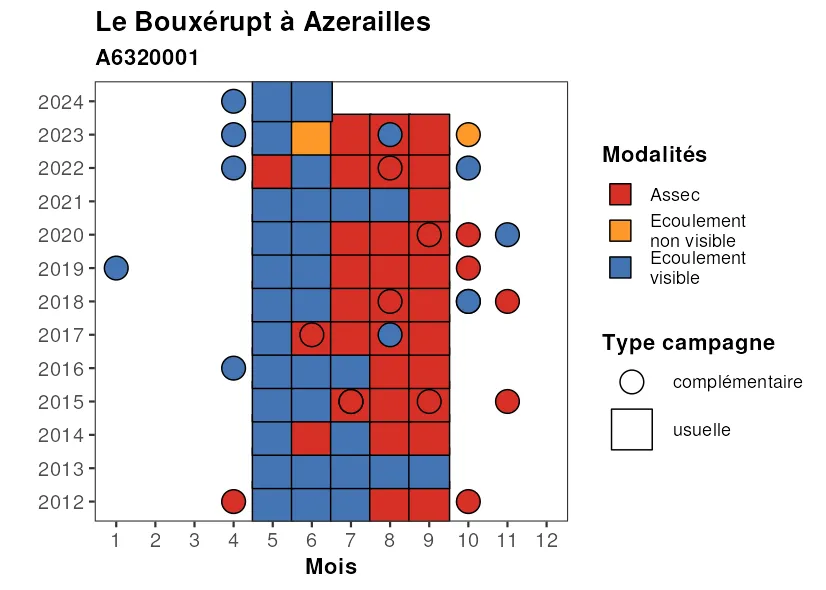 Le Bouxérupt à Azerailles
A6320001
2024
2023
2022
2021
2020
2019
2018
2017
2016
2015
2014
2013
2012
1 2 3 4 5 6 7 8 9 10 11 12
Mois
Modalités
Assec
Ecoulement
non visible
Ecoulement
visible
Type campagne
complémentaire
usuelle